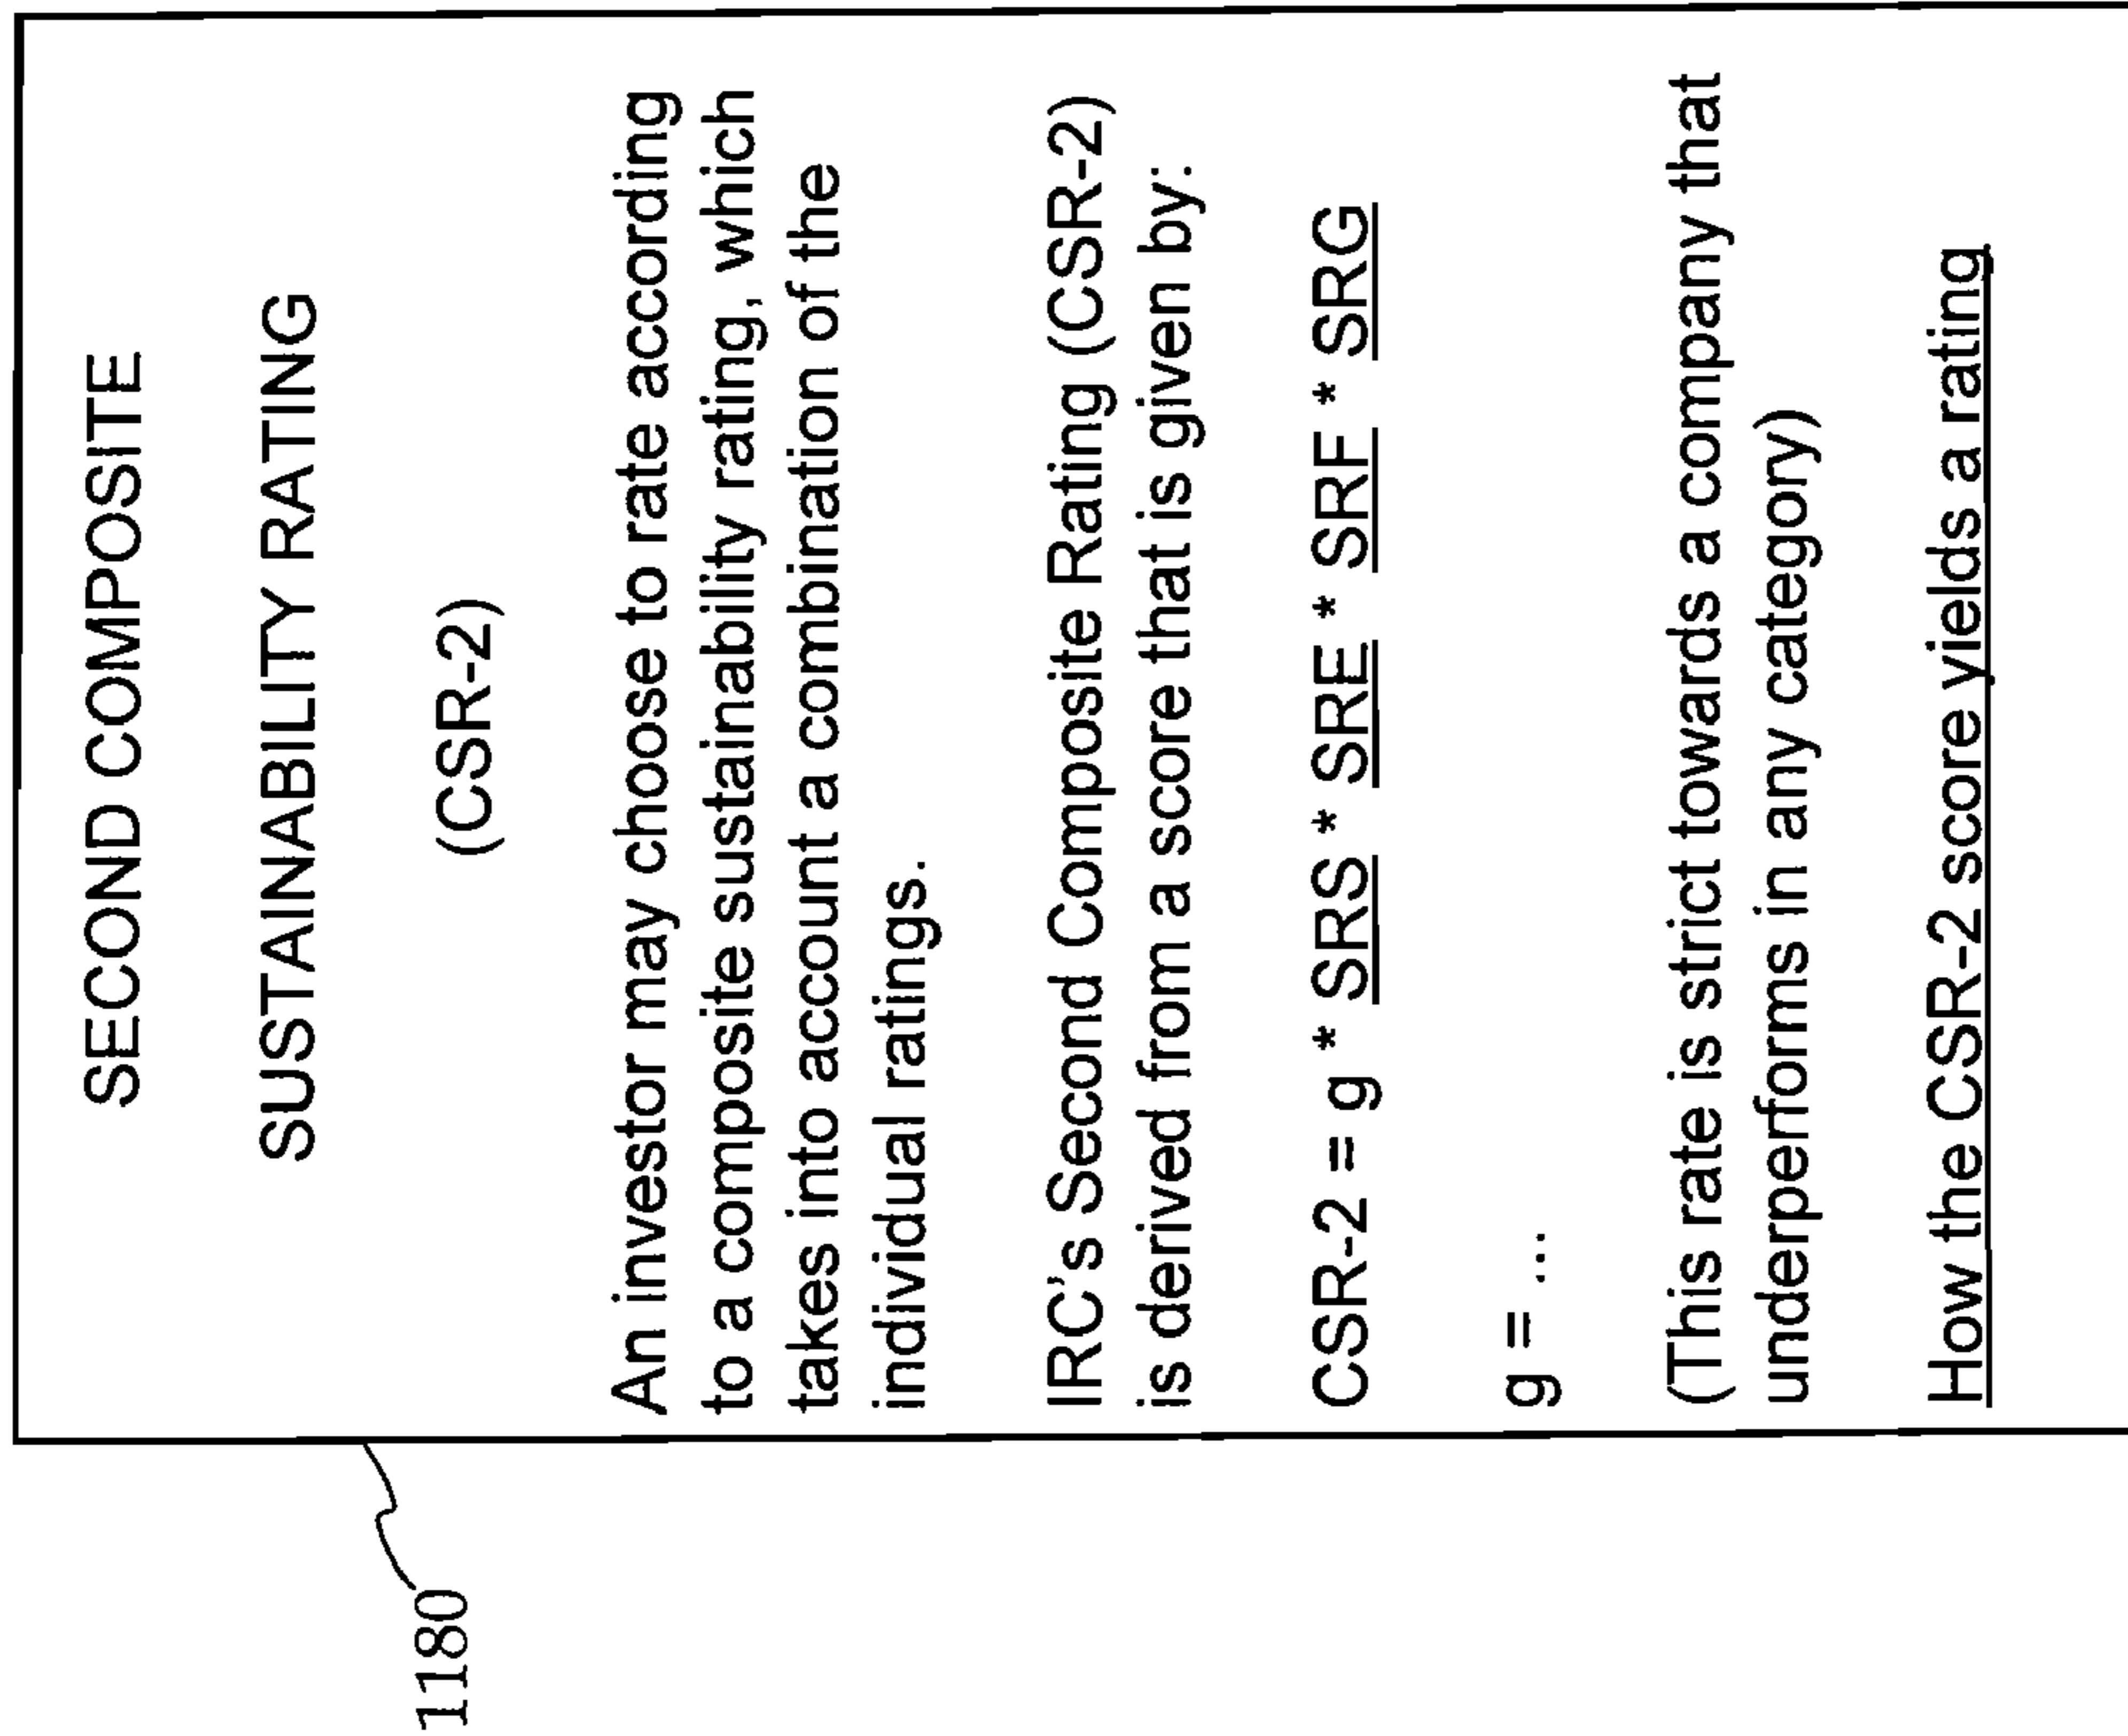 SECOND COMPOSITE
SUSTAINABILITY RATING
(CSR-2)
An investor may choose to rate according
to a composite sustainability rating, which
takes into account a combination of the
individual ratings.
IRC's Second Composite Rating (CSR-2)
is derived from a score that is given by:
CSR-2 = g * SRS * SRE * SRF * SRG
g = ...
(This rate is strict towards a company that
underperforms in any category)
How the CSR-2 score yields a rating
1180